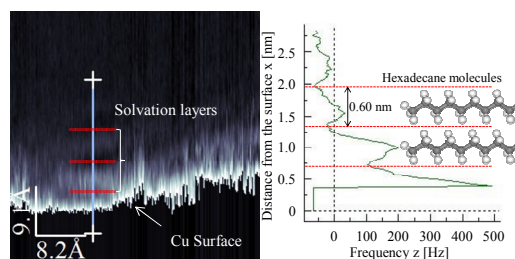 Solvation layers
9.1Å
8.2Å
Cu Surface
Distance from the surface x [nm]
2.5
2.0
1.5
1.0
0.5
0
Hexadecane molecules
0.60 nm
0 100 200 300 400 500
Frequency z [Hz]